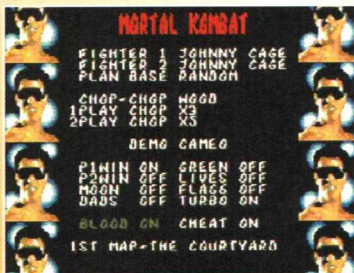 MORTAL KOMBAT
FIGHTER 1 JOHNNY CAGE
FIGHTER 2 JOHNNY CAGE
PLAN BASE RANDOM
CHOP-CHOP WOOD
1PLAY CHOP X3
2PLAY CHOP X3
DEMO CAMEO
P1WIN ON GREEN OFF
P2WIN OFF LIVES OFF
MOON OFF FLAGS OFF
DADS OFF TURBO ON
BLOOD ON CHEAT ON
1ST MAP-THE COURTYARD